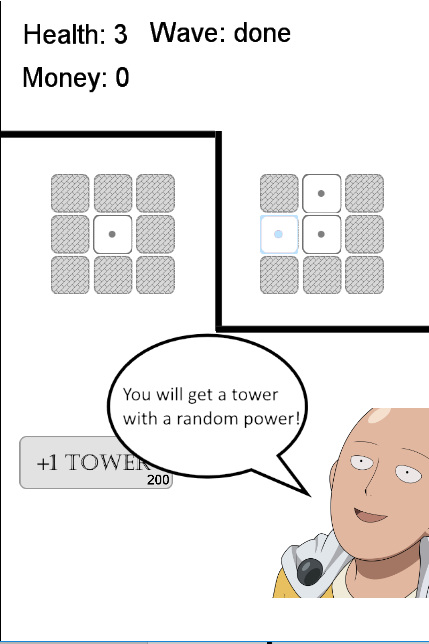 Health: 3 Wave: done
Money: 0
You will get a tower
with a random power!
+1 TOWER
200